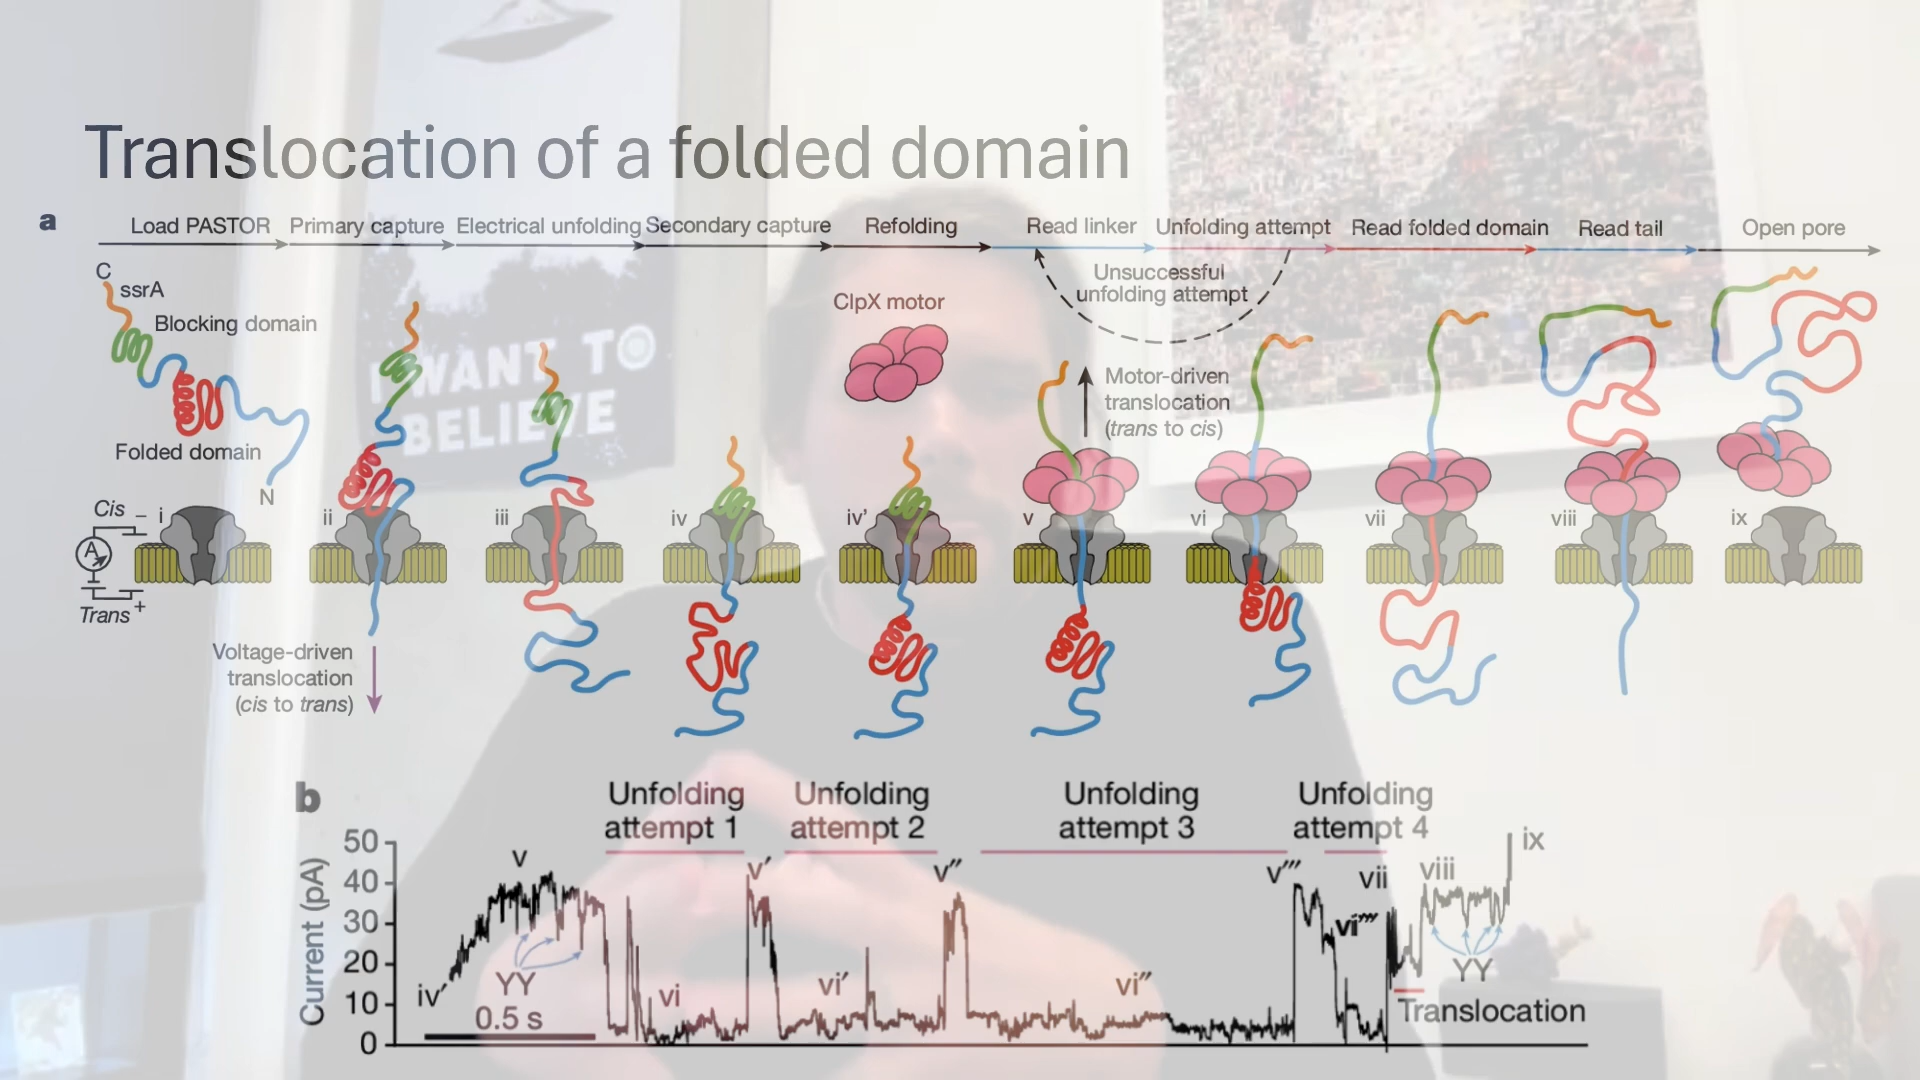 Translocation of a folded domain
a
Load PASTOR
Primary capture
Electrical unfolding
Secondary capture
Refolding
Read linker
Unfolding attempt
Read folded domain
Read tail
Open pore
Unsuccessful
unfolding attempt
C
ssrA
Blocking domain
Folded domain
N
I WANT TO
BELIEVE
ClpX motor
Motor-driven
translocation
(trans to cis)
Cis −
A
Trans +
i
ii
iii
iv
iv'
v
vi
vii
viii
ix
Voltage-driven
translocation
(cis to trans)
b
Unfolding
attempt 1
Unfolding
attempt 2
Unfolding
attempt 3
Unfolding
attempt 4
Current (pA)
50
40
30
20
10
0
iv'
v
YY
0.5 s
vi
v'
vi'
v''
vi''
v'''
vi'''
vii
viii
ix
YY
Translocation